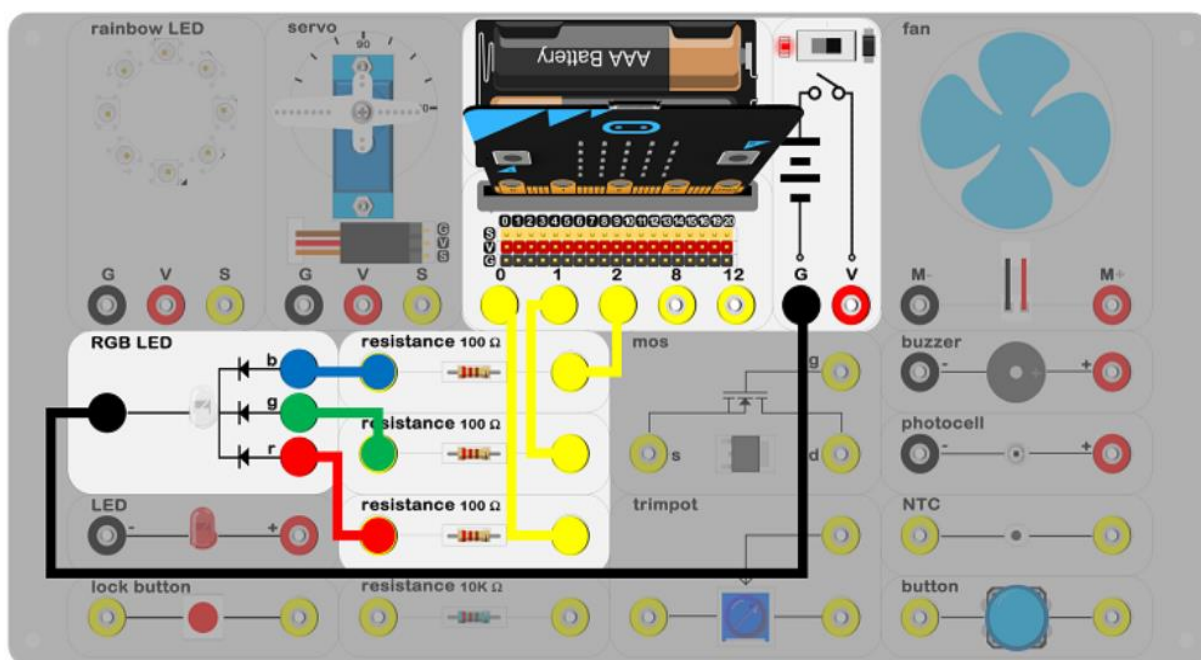 rainbow LED
servo
90
fan
AAA Battery
0 1 2 3 4 5 6 7 8 9 10 11 12 13 14 15 16 19 20
S
V
G
G
V
S
G V S
G V S
0 1 2 8 12
G V
M- M+
RGB LED
b
g
r
resistance 100 Ω
resistance 100 Ω
resistance 100 Ω
mos
g
s
d
buzzer
- +
photocell
- +
LED
- +
trimpot
NTC
lock button
resistance 10K Ω
button